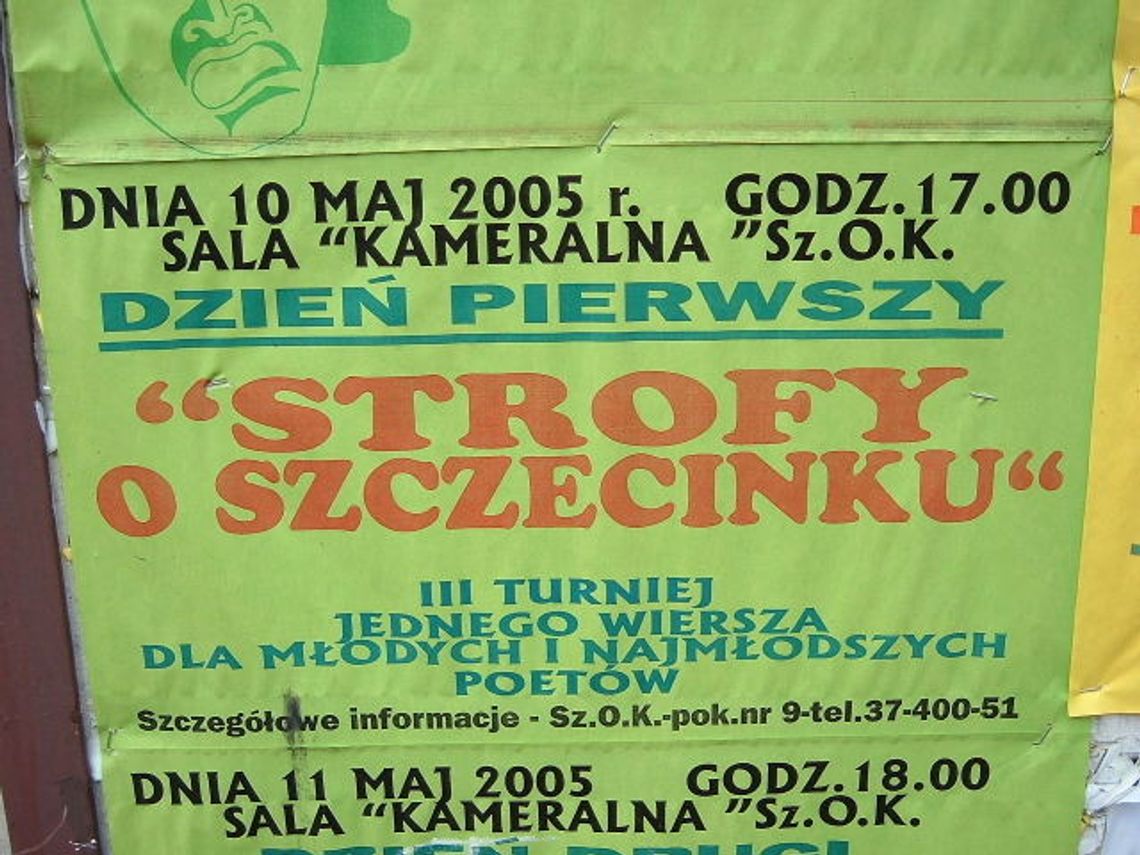 DNIA 10 MAJ 2005 r. GODZ.17.00
SALA “KAMERALNA ”Sz.O.K.
DZIEŃ PIERWSZY
“STROFY
O SZCZECINKU“
III TURNIEJ
JEDNEGO WIERSZA
DLA MŁODYCH I NAJMŁODSZYCH
POETÓW
Szczegółowe informacje - Sz.O.K.-pok.nr 9-tel.37-400-51
DNIA 11 MAJ 2005 GODZ.18.00
SALA “KAMERALNA ”Sz.O.K.
DZIEŃ DRUGI